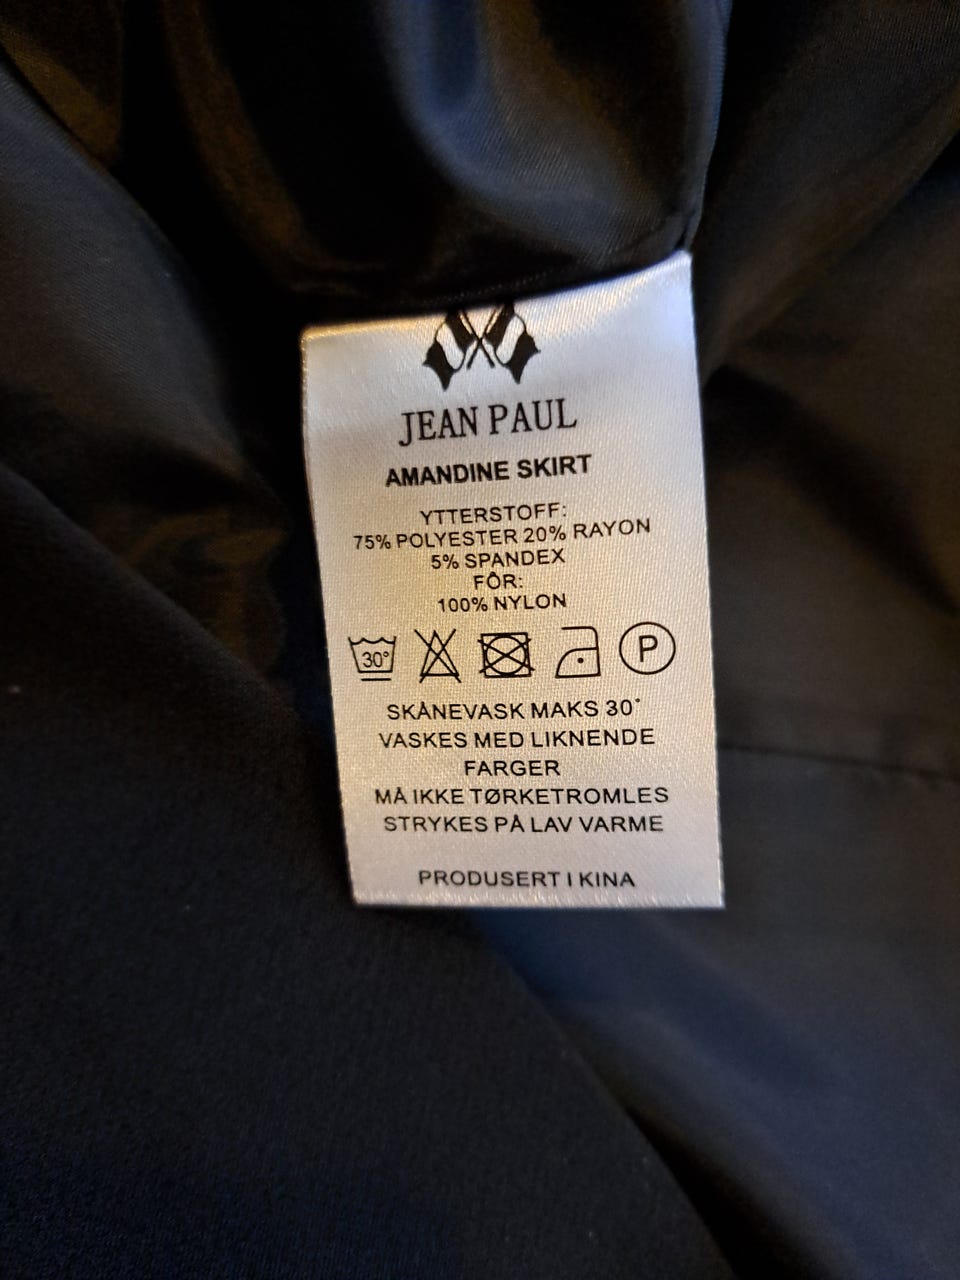 JEAN PAUL
AMANDINE SKIRT
YTTERSTOFF:
75% POLYESTER 20% RAYON
5% SPANDEX
FÔR:
100% NYLON
30° P
SKÅNEVASK MAKS 30°
VASKES MED LIKNENDE
FARGER
MÅ IKKE TØRKETROMLES
STRYKES PÅ LAV VARME
PRODUSERT I KINA